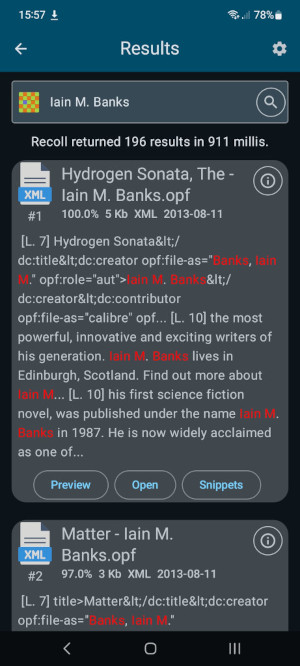 15:57
78%
Results
Iain M. Banks
Recoll returned 196 results in 911 millis.
Hydrogen Sonata, The -
Iain M. Banks.opf
XML
#1
100.0% 5 Kb XML 2013-08-11
[L. 7] Hydrogen Sonata&lt;/
dc:title&lt;dc:creator opf:file-as="Banks, Iain
M." opf:role="aut">Iain M. Banks&lt;/
dc:creator&lt;dc:contributor
opf:file-as="calibre" opf... [L. 10] the most
powerful, innovative and exciting writers of
his generation. Iain M. Banks lives in
Edinburgh, Scotland. Find out more about
Iain M... [L. 10] his first science fiction
novel, was published under the name Iain M.
Banks in 1987. He is now widely acclaimed
as one of...
Preview
Open
Snippets
Matter - Iain M.
Banks.opf
XML
#2
97.0% 3 Kb XML 2013-08-11
[L. 7] title>Matter&lt;/dc:title&lt;dc:creator
opf:file-as="Banks, Iain M."